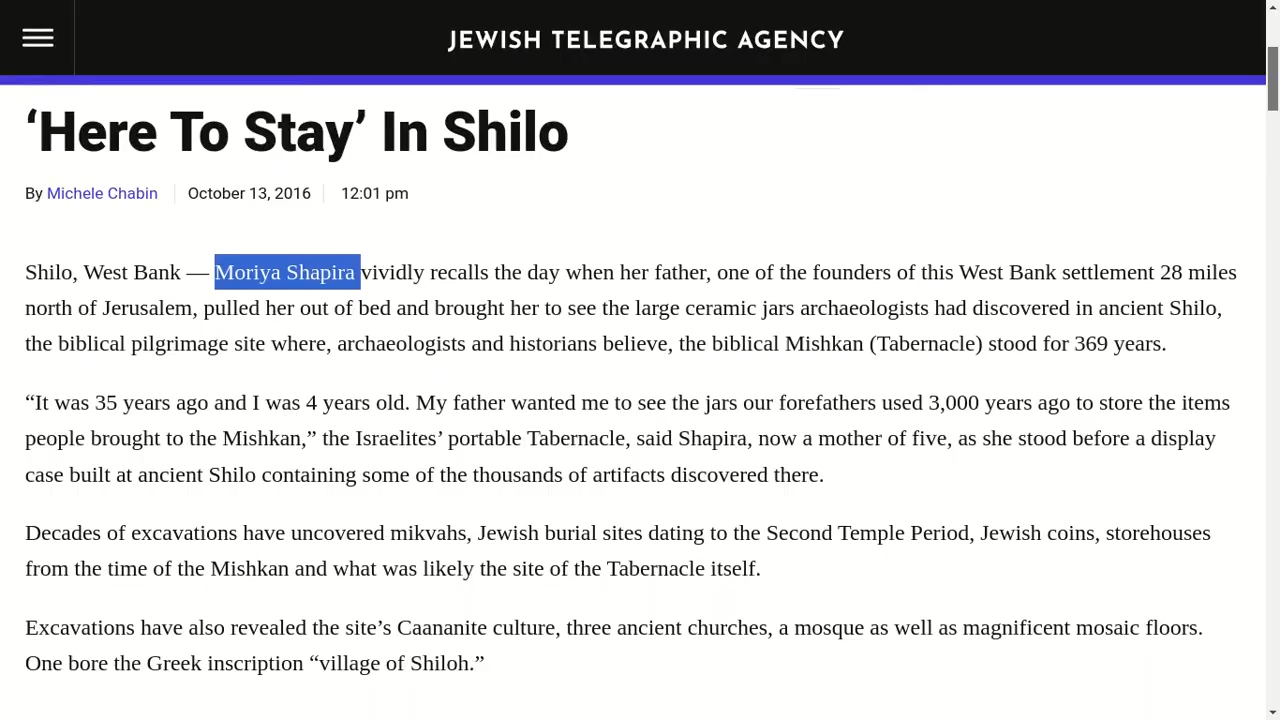 JEWISH TELEGRAPHIC AGENCY
‘Here To Stay’ In Shilo
By Michele Chabin October 13, 2016 12:01 pm
Shilo, West Bank — Moriya Shapira vividly recalls the day when her father, one of the founders of this West Bank settlement 28 miles
north of Jerusalem, pulled her out of bed and brought her to see the large ceramic jars archaeologists had discovered in ancient Shilo,
the biblical pilgrimage site where, archaeologists and historians believe, the biblical Mishkan (Tabernacle) stood for 369 years.
“It was 35 years ago and I was 4 years old. My father wanted me to see the jars our forefathers used 3,000 years ago to store the items
people brought to the Mishkan,” the Israelites’ portable Tabernacle, said Shapira, now a mother of five, as she stood before a display
case built at ancient Shilo containing some of the thousands of artifacts discovered there.
Decades of excavations have uncovered mikvahs, Jewish burial sites dating to the Second Temple Period, Jewish coins, storehouses
from the time of the Mishkan and what was likely the site of the Tabernacle itself.
Excavations have also revealed the site’s Caananite culture, three ancient churches, a mosque as well as magnificent mosaic floors.
One bore the Greek inscription “village of Shiloh.”